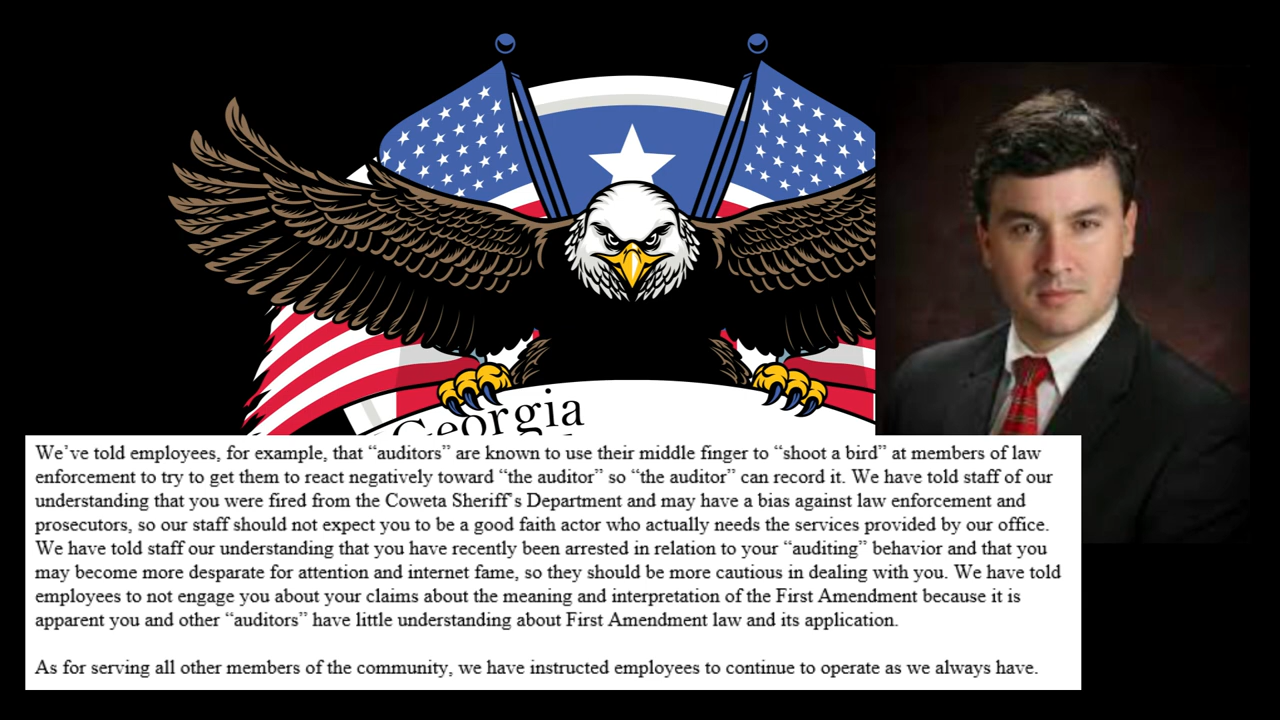 Georgia
We've told employees, for example, that “auditors” are known to use their middle finger to “shoot a bird” at members of law
enforcement to try to get them to react negatively toward “the auditor” so “the auditor” can record it. We have told staff of our
understanding that you were fired from the Coweta Sheriff's Department and may have a bias against law enforcement and
prosecutors, so our staff should not expect you to be a good faith actor who actually needs the services provided by our office.
We have told staff our understanding that you have recently been arrested in relation to your “auditing” behavior and that you
may become more desparate for attention and internet fame, so they should be more cautious in dealing with you. We have told
employees to not engage you about your claims about the meaning and interpretation of the First Amendment because it is
apparent you and other “auditors” have little understanding about First Amendment law and its application.
As for serving all other members of the community, we have instructed employees to continue to operate as we always have.